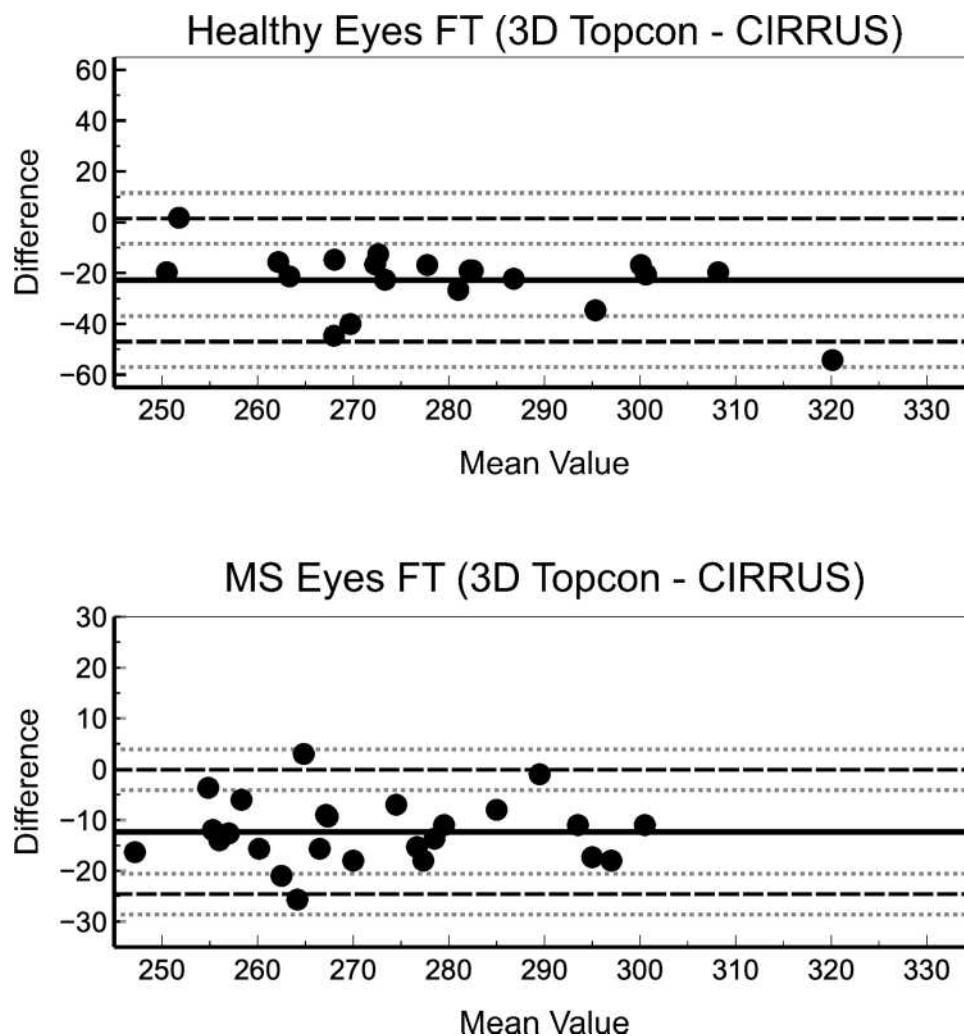 Healthy Eyes FT (3D Topcon - CIRRUS)
60
40
20
0
−20
−40
−60
Difference
250 260 270 280 290 300 310 320 330
Mean Value
MS Eyes FT (3D Topcon - CIRRUS)
30
20
10
0
−10
−20
−30
Difference
250 260 270 280 290 300 310 320 330
Mean Value